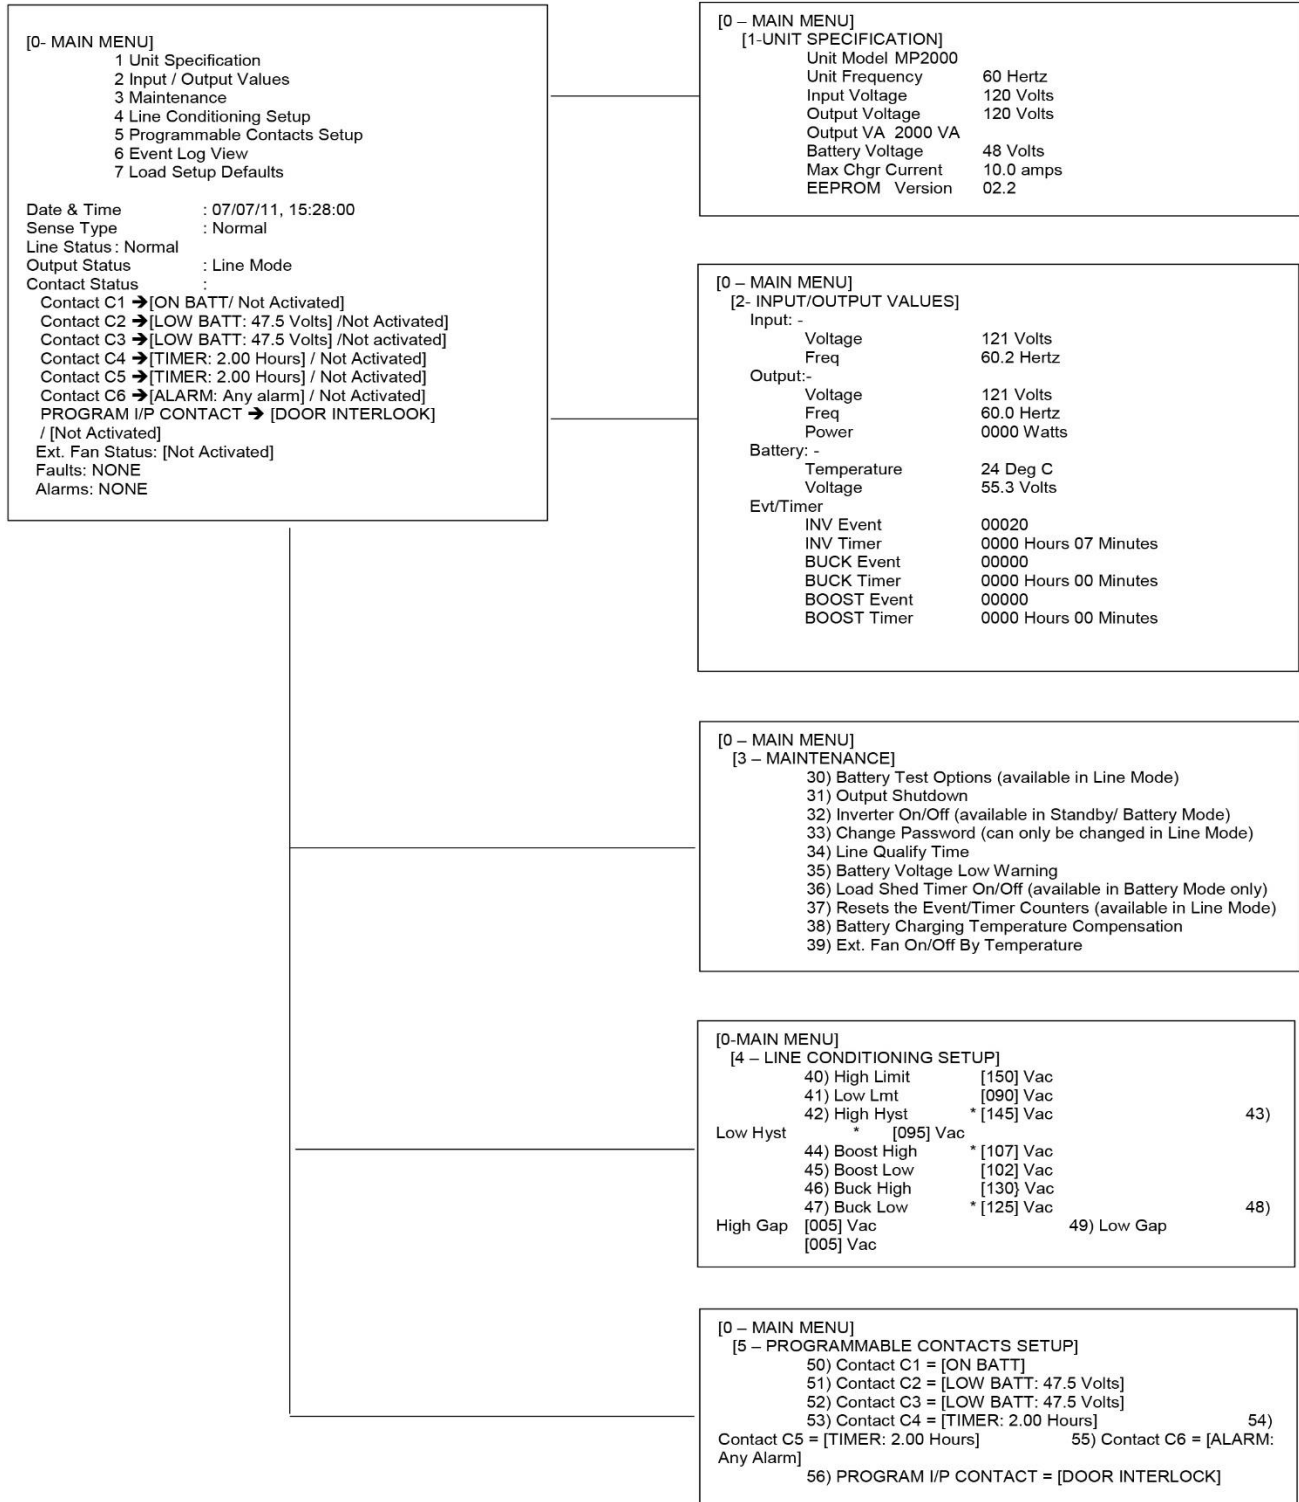 [0- MAIN MENU]
1 Unit Specification
2 Input / Output Values
3 Maintenance
4 Line Conditioning Setup
5 Programmable Contacts Setup
6 Event Log View
7 Load Setup Defaults
Date & Time : 07/07/11, 15:28:00
Sense Type : Normal
Line Status : Normal
Output Status : Line Mode
Contact Status :
Contact C1 ➔[ON BATT/ Not Activated]
Contact C2 ➔[LOW BATT: 47.5 Volts] /Not Activated]
Contact C3 ➔[LOW BATT: 47.5 Volts] /Not activated]
Contact C4 ➔[TIMER: 2.00 Hours] / Not Activated]
Contact C5 ➔[TIMER: 2.00 Hours] / Not Activated]
Contact C6 ➔[ALARM: Any alarm] / Not Activated]
PROGRAM I/P CONTACT ➔ [DOOR INTERLOOK]
/ [Not Activated]
Ext. Fan Status: [Not Activated]
Faults: NONE
Alarms: NONE
[0 – MAIN MENU]
[1-UNIT SPECIFICATION]
Unit Model MP2000
Unit Frequency 60 Hertz
Input Voltage 120 Volts
Output Voltage 120 Volts
Output VA 2000 VA
Battery Voltage 48 Volts
Max Chgr Current 10.0 amps
EEPROM Version 02.2
[0 – MAIN MENU]
[2- INPUT/OUTPUT VALUES]
Input: -
Voltage 121 Volts
Freq 60.2 Hertz
Output:-
Voltage 121 Volts
Freq 60.0 Hertz
Power 0000 Watts
Battery: -
Temperature 24 Deg C
Voltage 55.3 Volts
Evt/Timer
INV Event 00020
INV Timer 0000 Hours 07 Minutes
BUCK Event 00000
BUCK Timer 0000 Hours 00 Minutes
BOOST Event 00000
BOOST Timer 0000 Hours 00 Minutes
[0 – MAIN MENU]
[3 – MAINTENANCE]
30) Battery Test Options (available in Line Mode)
31) Output Shutdown
32) Inverter On/Off (available in Standby/ Battery Mode)
33) Change Password (can only be changed in Line Mode)
34) Line Qualify Time
35) Battery Voltage Low Warning
36) Load Shed Timer On/Off (available in Battery Mode only)
37) Resets the Event/Timer Counters (available in Line Mode)
38) Battery Charging Temperature Compensation
39) Ext. Fan On/Off By Temperature
[0-MAIN MENU]
[4 – LINE CONDITIONING SETUP]
40) High Limit [150] Vac
41) Low Lmt [090] Vac
42) High Hyst * [145] Vac 43)
Low Hyst * [095] Vac
44) Boost High * [107] Vac
45) Boost Low [102] Vac
46) Buck High [130} Vac
47) Buck Low * [125] Vac 48)
High Gap [005] Vac 49) Low Gap
[005] Vac
[0 – MAIN MENU]
[5 – PROGRAMMABLE CONTACTS SETUP]
50) Contact C1 = [ON BATT]
51) Contact C2 = [LOW BATT: 47.5 Volts]
52) Contact C3 = [LOW BATT: 47.5 Volts]
53) Contact C4 = [TIMER: 2.00 Hours] 54)
Contact C5 = [TIMER: 2.00 Hours] 55) Contact C6 = [ALARM:
Any Alarm]
56) PROGRAM I/P CONTACT = [DOOR INTERLOCK]